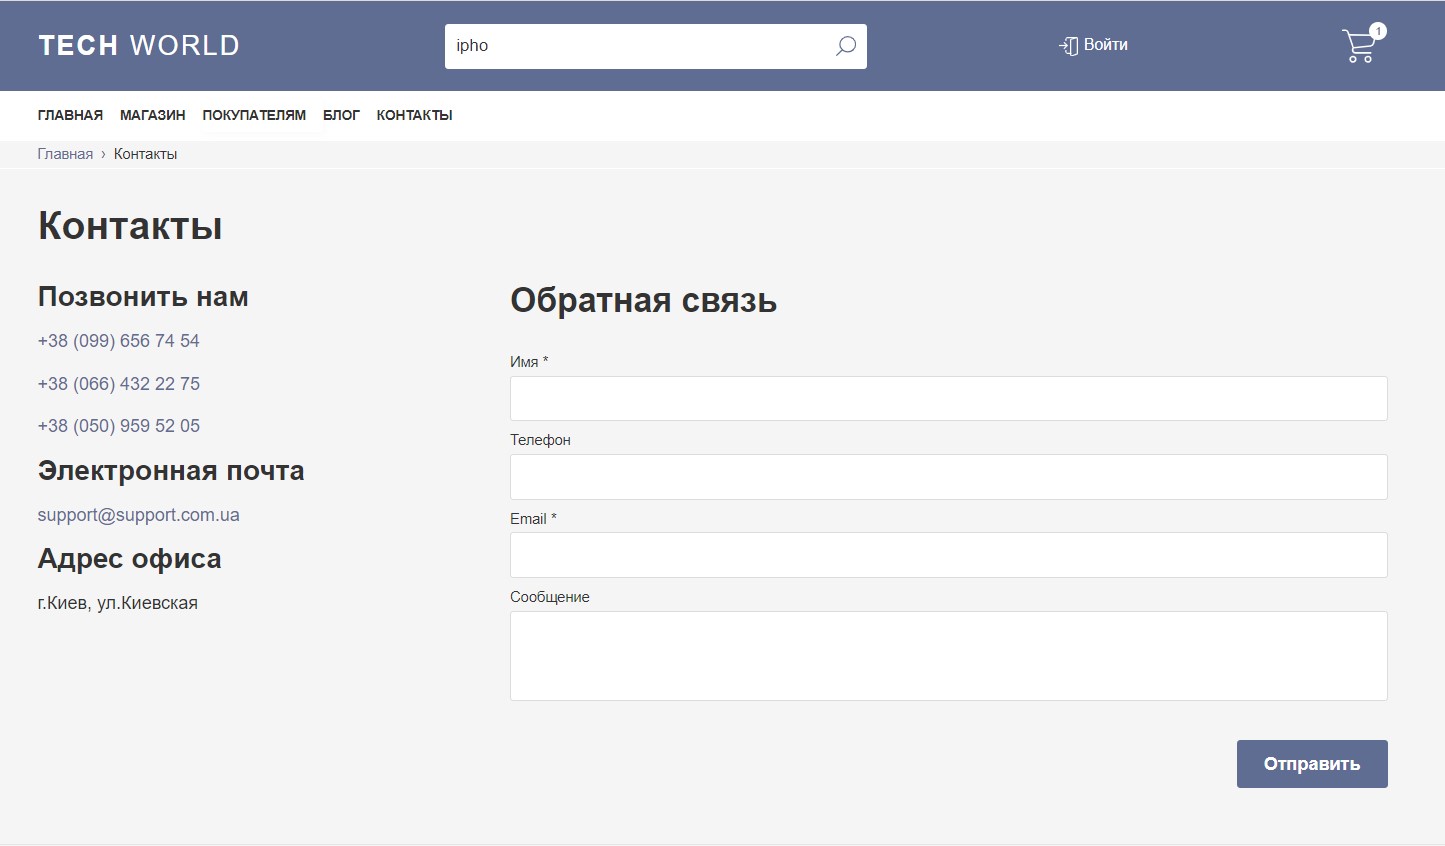 TECH WORLD
ipho
Войти
1
ГЛАВНАЯ МАГАЗИН ПОКУПАТЕЛЯМ БЛОГ КОНТАКТЫ
Главная › Контакты
Контакты
Позвонить нам
+38 (099) 656 74 54
+38 (066) 432 22 75
+38 (050) 959 52 05
Электронная почта
support@support.com.ua
Адрес офиса
г.Киев, ул.Киевская
Обратная связь
Имя *
Телефон
Email *
Сообщение
Отправить